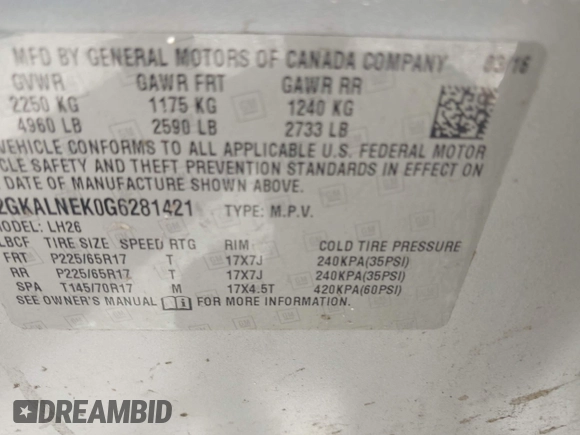 MFD BY GENERAL MOTORS OF CANADA COMPANY 03/16
GVWR GAWR FRT GAWR RR
2250 KG 1175 KG 1240 KG
4960 LB 2590 LB 2733 LB
VEHICLE CONFORMS TO ALL APPLICABLE U.S. FEDERAL MOTOR
CLE SAFETY AND THEFT PREVENTION STANDARDS IN EFFECT ON
DATE OF MANUFACTURE SHOWN ABOVE.
2GKALNEK0G6281421 TYPE: M.P.V.
MODEL: LH26
LBCF TIRE SIZE SPEED RTG RIM COLD TIRE PRESSURE
FRT P225/65R17 T 17X7J 240KPA(35PSI)
RR P225/65R17 T 17X7J 240KPA(35PSI)
SPA T145/70R17 M 17X4.5T 420KPA(60PSI)
SEE OWNER'S MANUAL FOR MORE INFORMATION.
DREAMBID